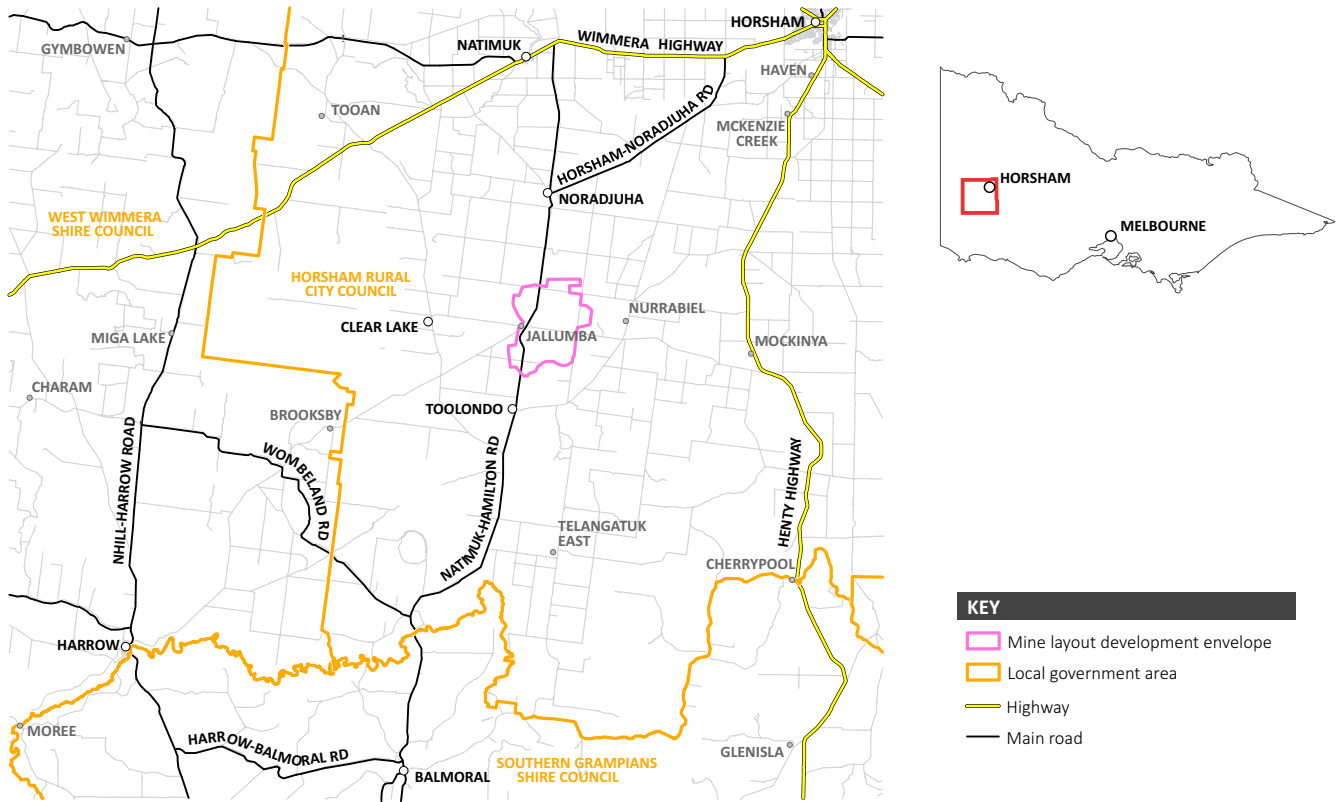 HORSHAM
GYMBOWEN
NATIMUK
WIMMERA HIGHWAY
HAVEN
TOOAN
HORSHAM-NORADJUHA RD
MCKENZIE
CREEK
NORADJUHA
WEST WIMMERA
SHIRE COUNCIL
HORSHAM RURAL
CITY COUNCIL
CLEAR LAKE
NURRABIEL
JALLUMBA
MIGA LAKE
MOCKINYA
CHARAM
BROOKSBY
TOOLONDO
NHILL-HARROW ROAD
WOMBELAND RD
NATIMUK-HAMILTON RD
HENTY HIGHWAY
TELANGATUK
EAST
CHERRYPOOL
HARROW
MOREE
HARROW-BALMORAL RD
BALMORAL
SOUTHERN GRAMPIANS
SHIRE COUNCIL
GLENISLA
HORSHAM
MELBOURNE
KEY
Mine layout development envelope
Local government area
Highway
Main road